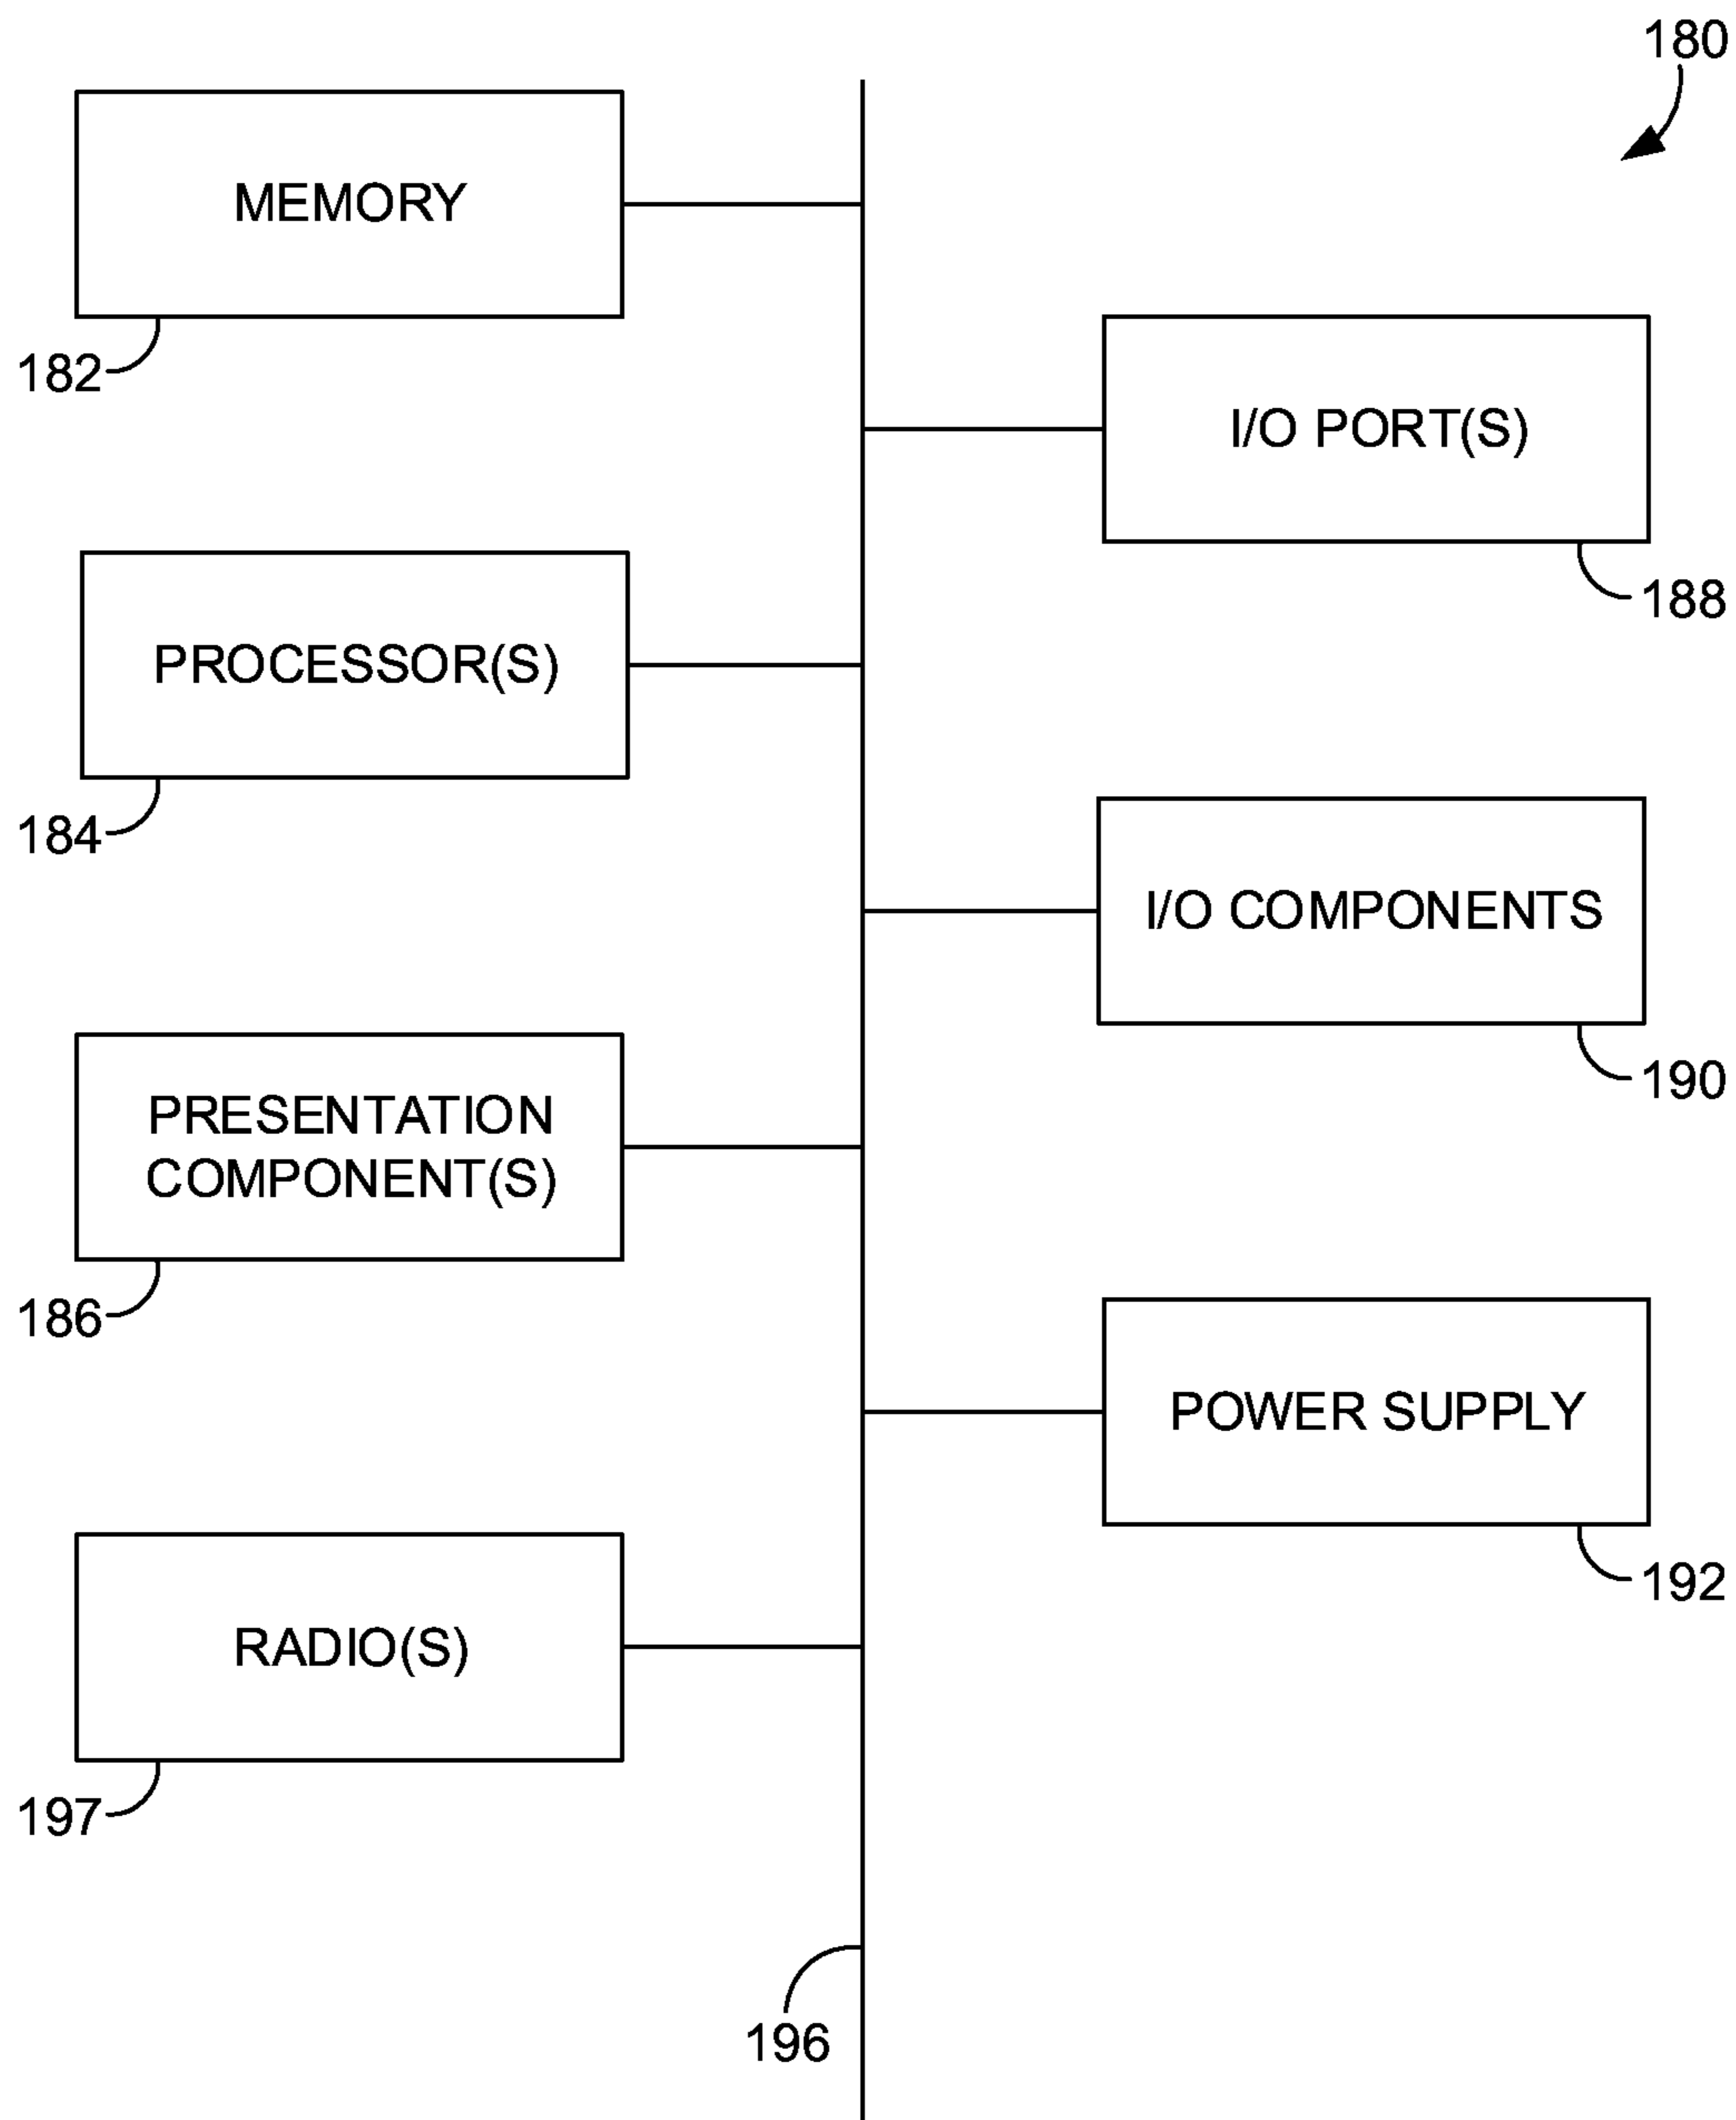 180
MEMORY
182
I/O PORT(S)
188
PROCESSOR(S)
184
I/O COMPONENTS
190
PRESENTATION
COMPONENT(S)
186
POWER SUPPLY
192
RADIO(S)
197
196